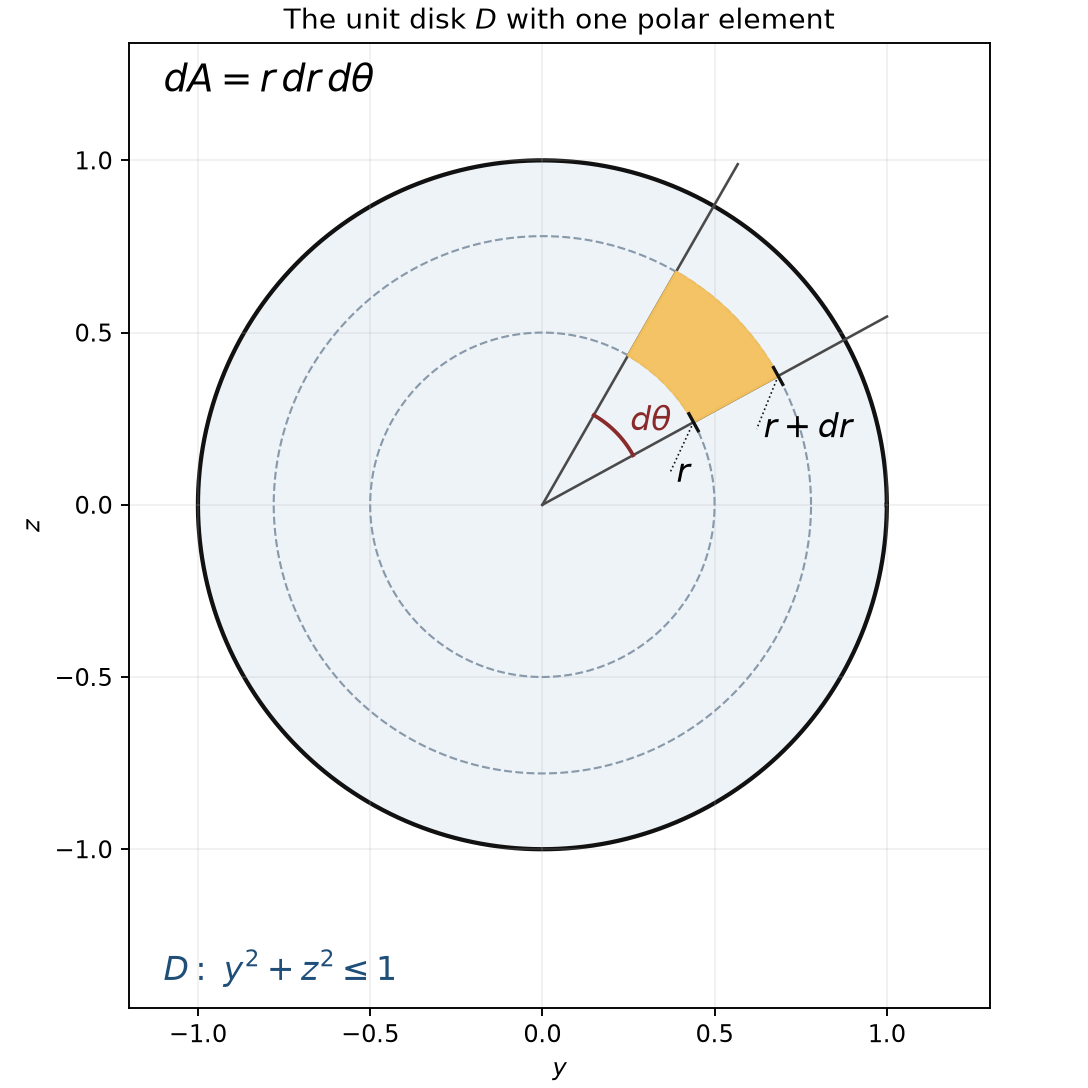 The unit disk D with one polar element
dA = r dr dθ
1.0
0.5
0.0
−0.5
−1.0
z
dθ
r + dr
r
D : y² + z² ≤ 1
−1.0
−0.5
0.0
0.5
1.0
y